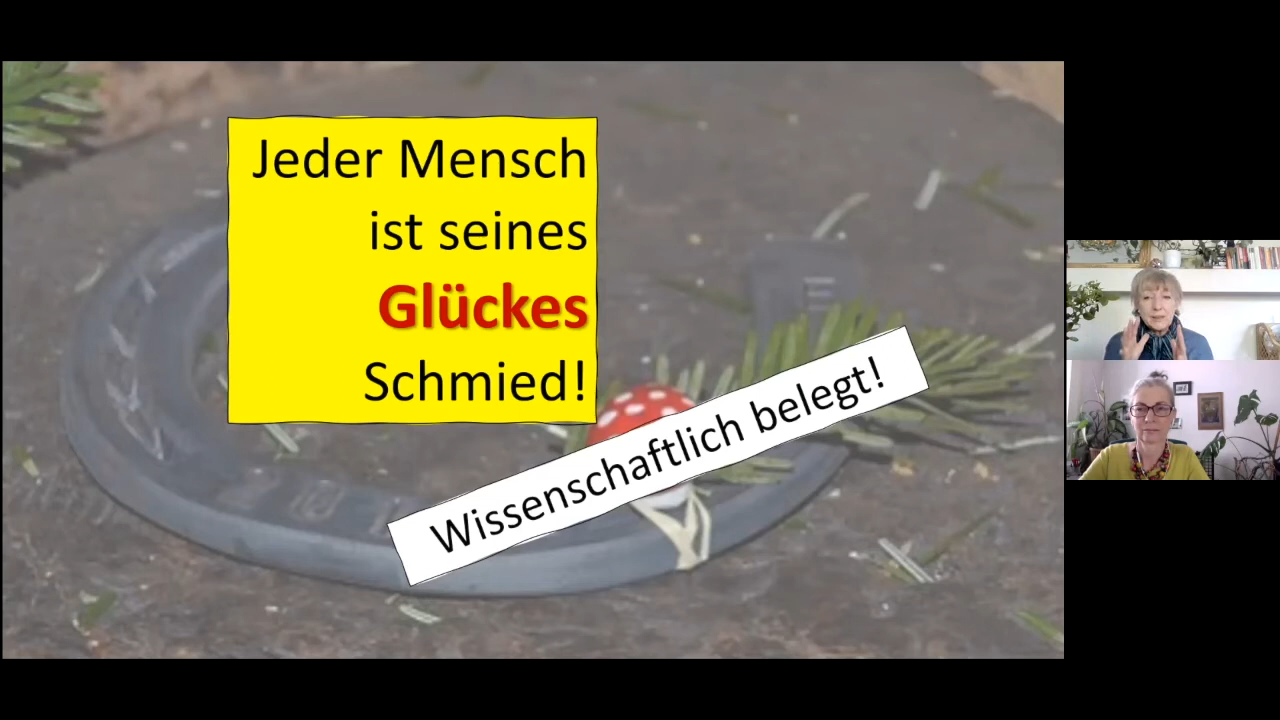 Jeder Mensch
ist seines
Glückes
Schmied!
Wissenschaftlich belegt!